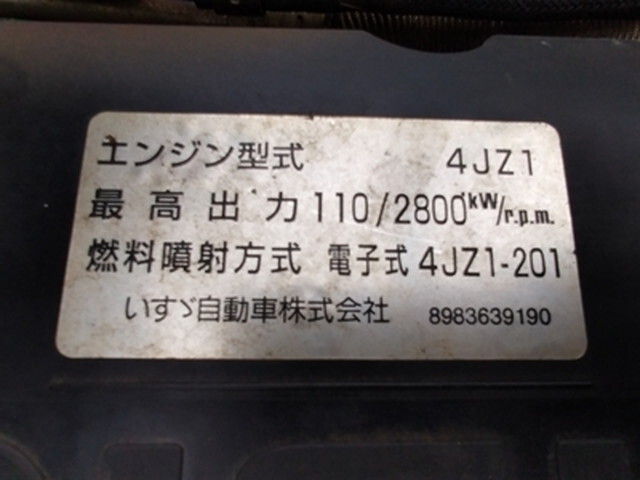 エンジン型式 4JZ1
最高出力 110/2800 kW/r.p.m.
燃料噴射方式 電子式 4JZ1-201
いすゞ自動車株式会社 8983639190